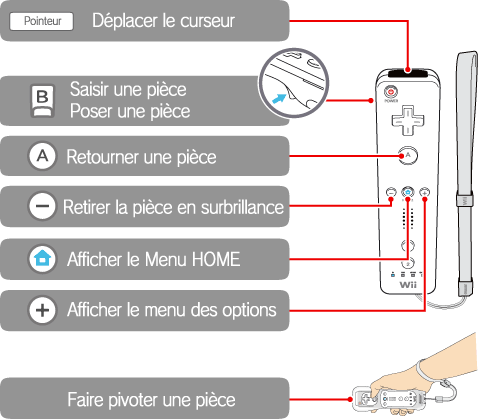 Pointeur Déplacer le curseur
B Saisir une pièce
Poser une pièce
POWER
A Retourner une pièce
A
− Retirer la pièce en surbrillance
Afficher le Menu HOME
+ Afficher le menu des options
2
Wii
Faire pivoter une pièce